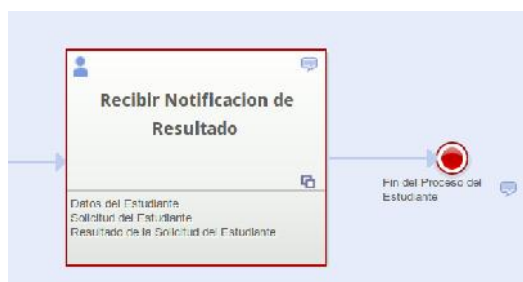 Recibir Notificacion de
Resultado
Datos del Estudiante
Solicitud del Estudiante
Resultado de la Solicitud del Estudiante
Fin del Proceso del
Estudiante